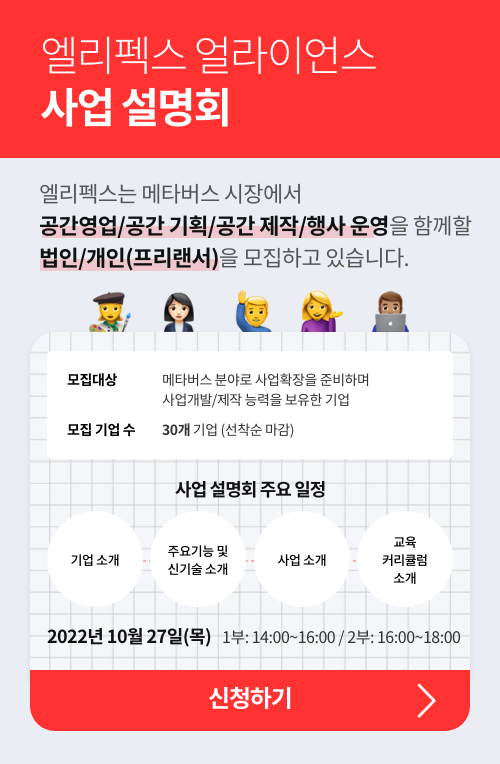 엘리펙스 얼라이언스
사업 설명회
엘리펙스는 메타버스 시장에서
공간영업/공간 기획/공간 제작/행사 운영을 함께할
법인/개인(프리랜서)을 모집하고 있습니다.
모집대상 메타버스 분야로 사업확장을 준비하며
사업개발/제작 능력을 보유한 기업
모집 기업 수 30개 기업 (선착순 마감)
사업 설명회 주요 일정
기업 소개
주요기능 및
신기술 소개
사업 소개
교육
커리큘럼
소개
2022년 10월 27일(목) 1부: 14:00~16:00 / 2부: 16:00~18:00
신청하기